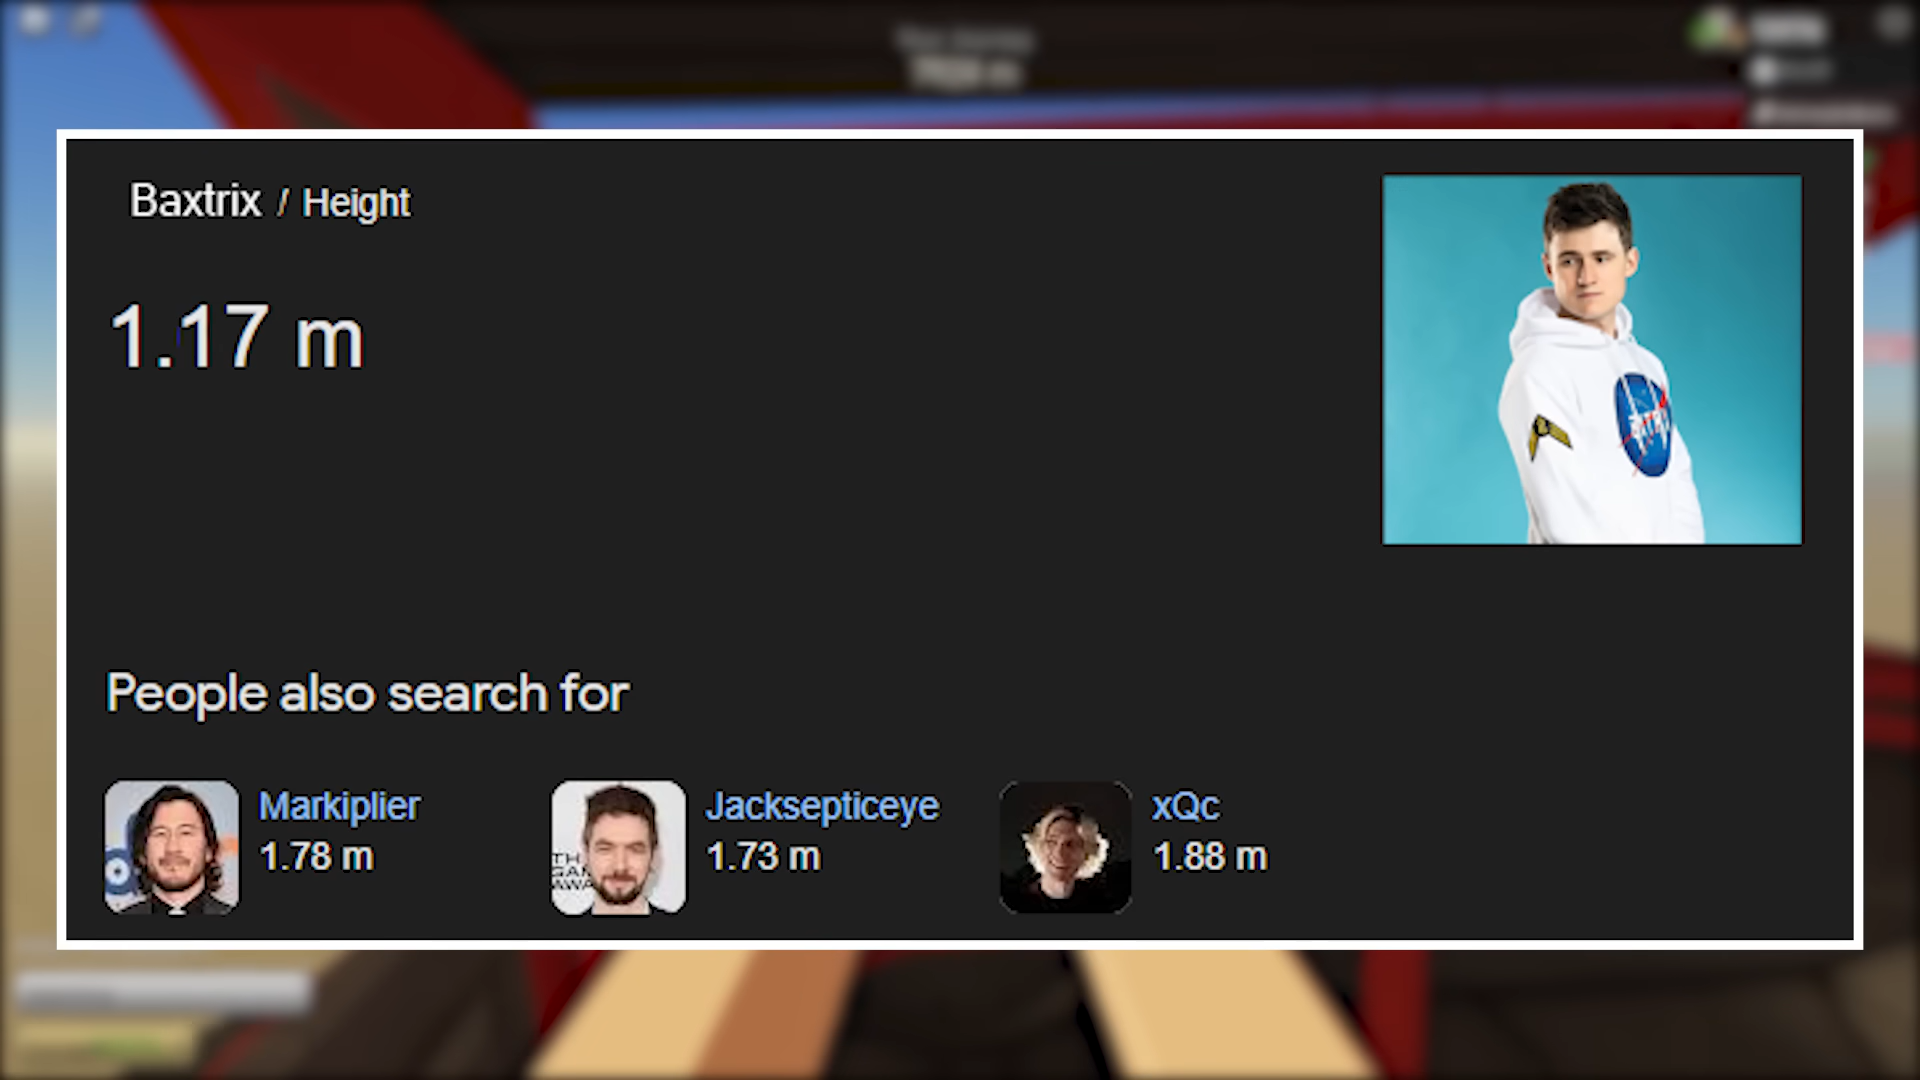 Baxtrix / Height
1.17 m
People also search for
Markiplier
1.78 m
Jacksepticeye
1.73 m
xQc
1.88 m